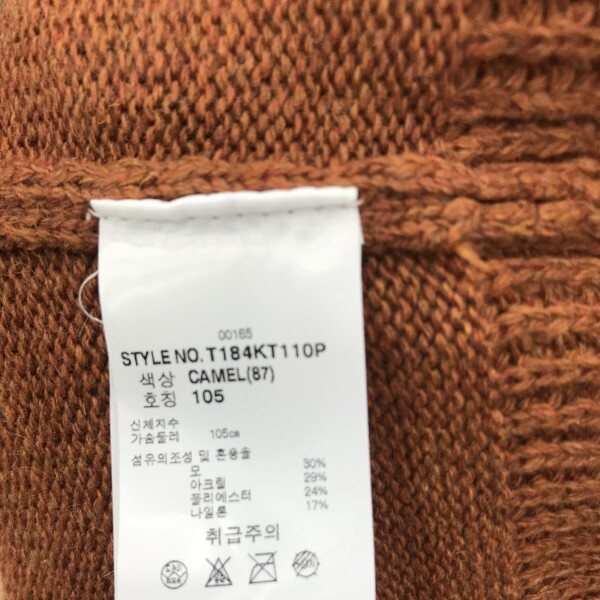 00165
STYLE NO. T184KT110P
색상 CAMEL(87)
호칭 105
신체치수
가슴둘레 105㎝
섬유의조성 및 혼용율
모 30%
아크릴 29%
폴리에스터 24%
나일론 17%
취급주의